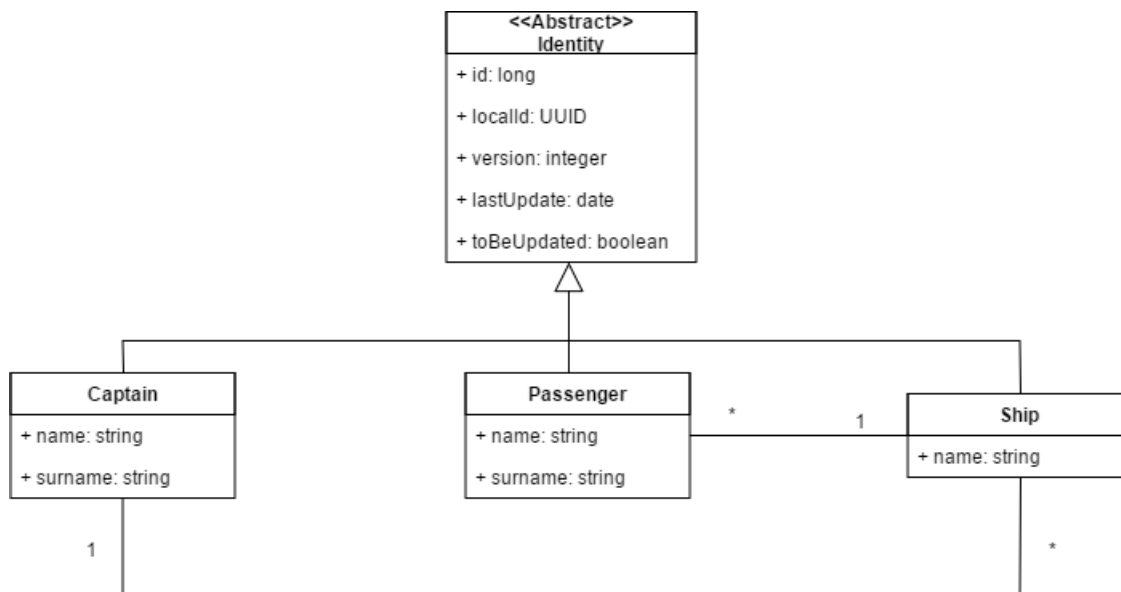 <<Abstract>>
Identity
+ id: long
+ localId: UUID
+ version: integer
+ lastUpdate: date
+ toBeUpdated: boolean
Captain
+ name: string
+ surname: string
1
Passenger
+ name: string
+ surname: string
*
1
Ship
+ name: string
*